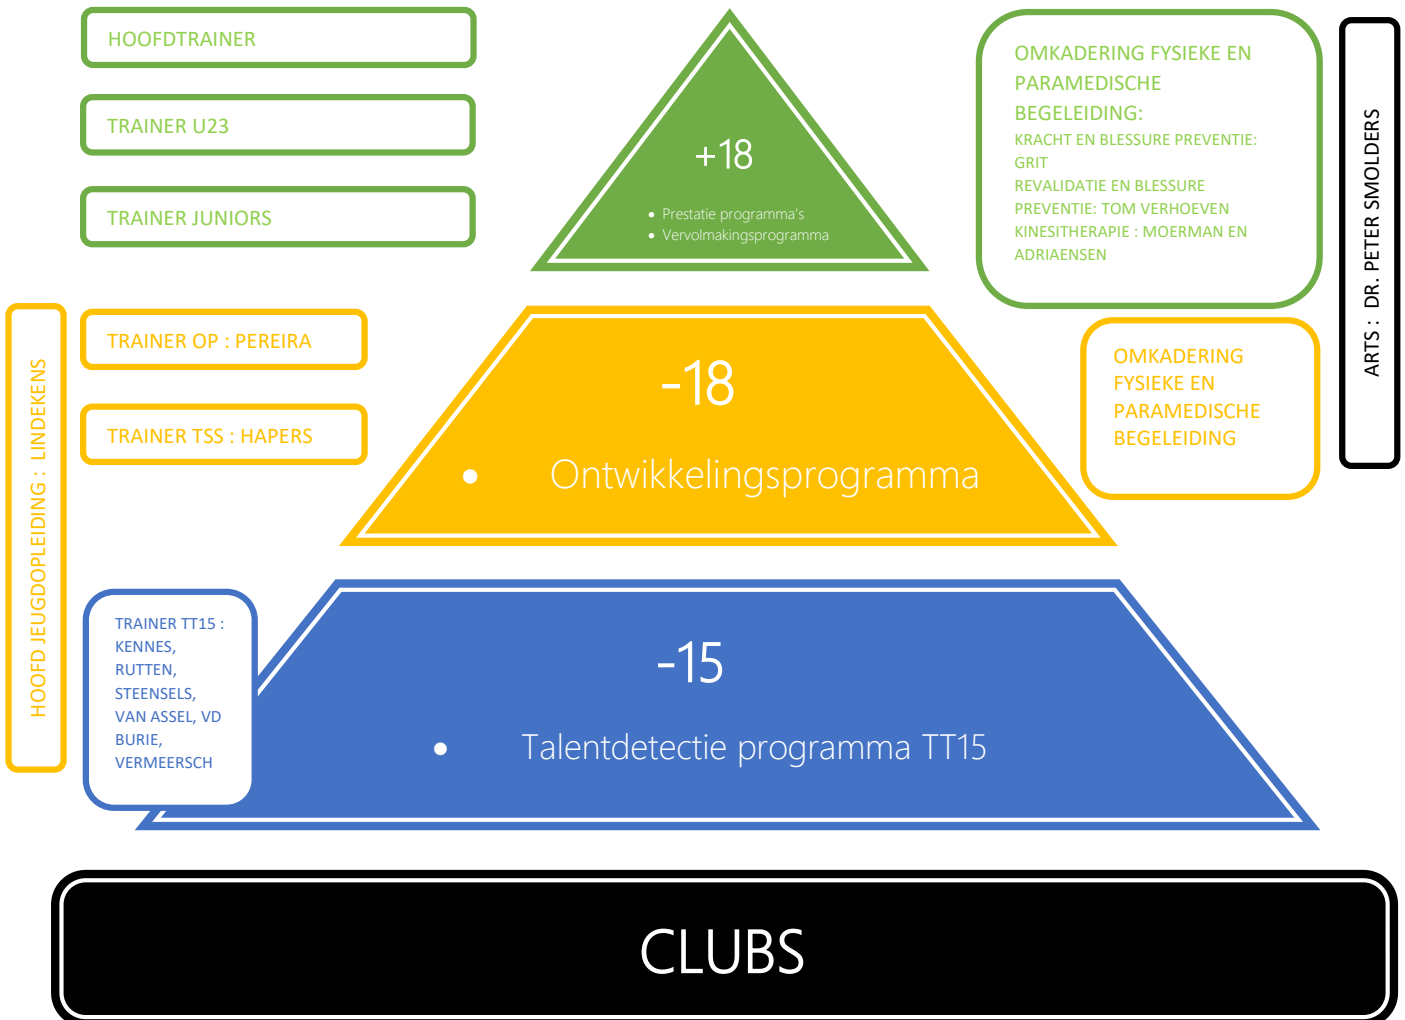 HOOFDTRAINER
TRAINER U23
TRAINER JUNIORS
+18
• Prestatie programma's
• Vervolmakingsprogramma
OMKADERING FYSIEKE EN
PARAMEDISCHE
BEGELEIDING:
KRACHT EN BLESSURE PREVENTIE:
GRIT
REVALIDATIE EN BLESSURE
PREVENTIE: TOM VERHOEVEN
KINESITHERAPIE : MOERMAN EN
ADRIAENSEN
ARTS : DR. PETER SMOLDERS
HOOFD JEUGDOPLEIDING : LINDEKENS
TRAINER OP : PEREIRA
TRAINER TSS : HAPERS
-18
• Ontwikkelingsprogramma
OMKADERING
FYSIEKE EN
PARAMEDISCHE
BEGELEIDING
TRAINER TT15 :
KENNES,
RUTTEN,
STEENSELS,
VAN ASSEL, VD
BURIE,
VERMEERSCH
-15
• Talentdetectie programma TT15
CLUBS